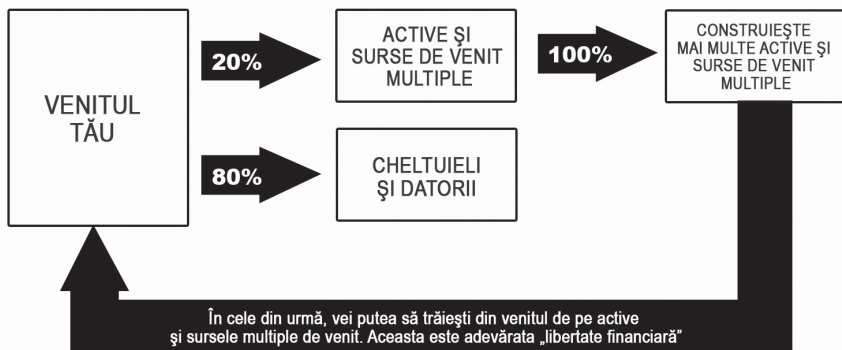 VENITUL
TĂU
20%
ACTIVE ŞI
SURSE DE VENIT
MULTIPLE
100%
CONSTRUIEŞTE
MAI MULTE ACTIVE ŞI
SURSE DE VENIT
MULTIPLE
80%
CHELTUIELI
ŞI DATORII
În cele din urmă, vei putea să trăieşti din venitul de pe active
şi sursele multiple de venit. Aceasta este adevărata „libertate financiară”